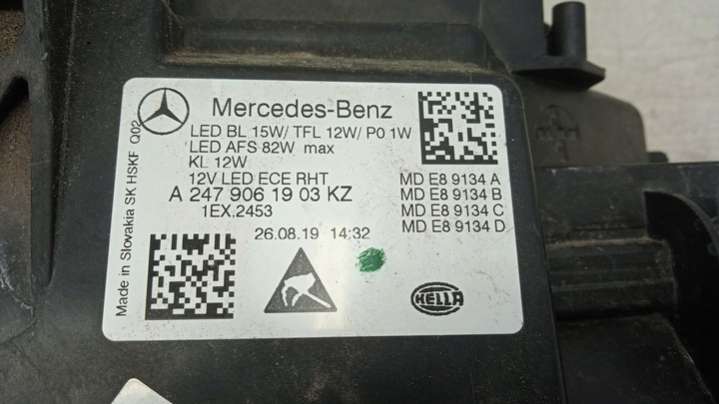 Mercedes-Benz
LED BL 15W/ TFL 12W/ PO 1W
LED AFS 82W max
KL 12W
12V LED ECE RHT
A 247 906 19 03 KZ
1EX.2453
26.08.19 14:32
MD E8 9134 A
MD E8 9134 B
MD E8 9134 C
MD E8 9134 D
HELLA
Made in Slovakia SK HSKF Q02